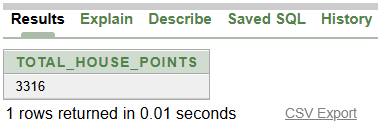 Results Explain Describe Saved SQL History
TOTAL_HOUSE_POINTS
3316
1 rows returned in 0.01 seconds CSV Export